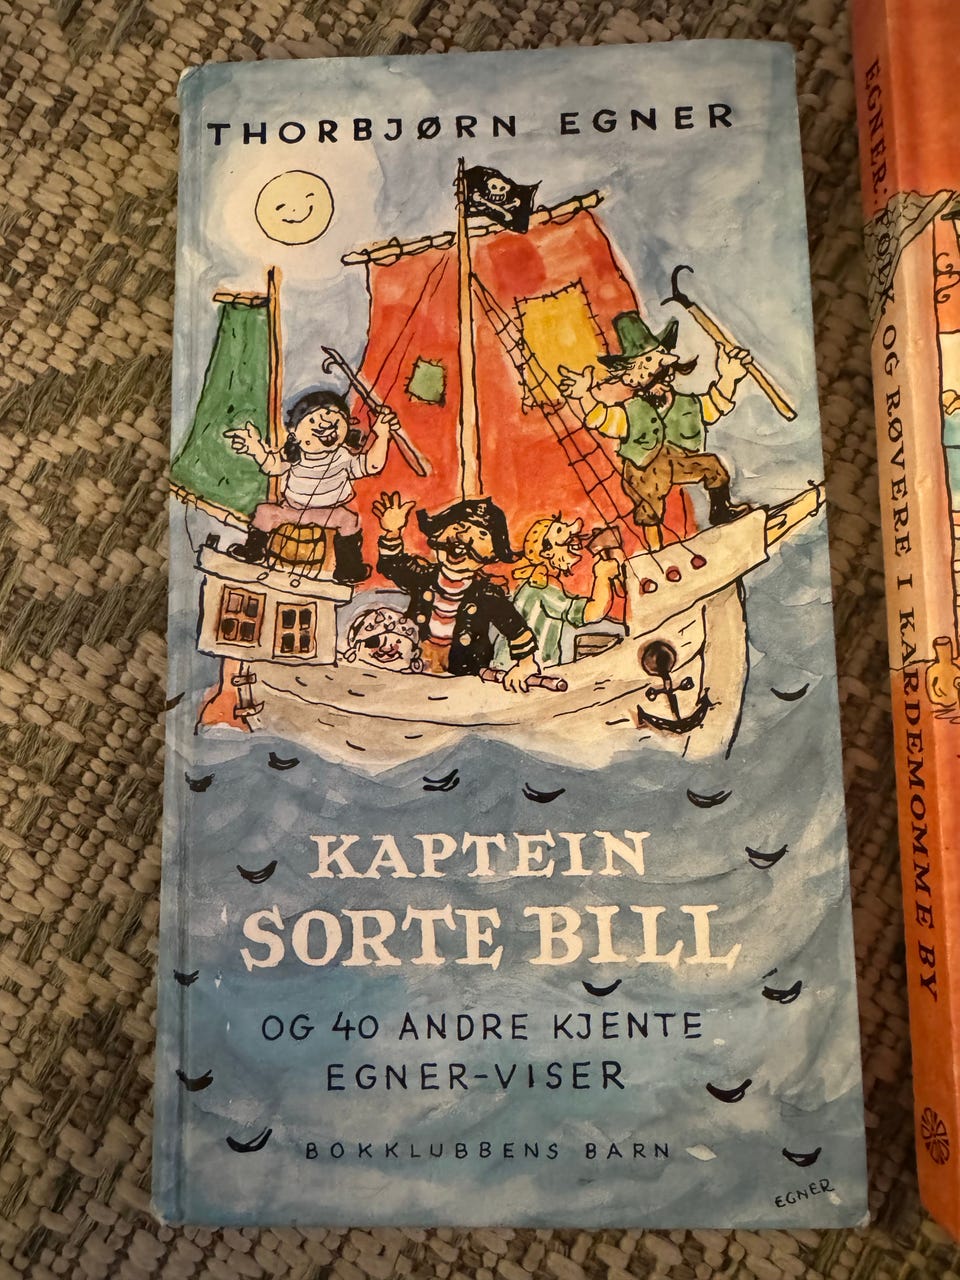 THORBJØRN EGNER
KAPTEIN
SORTE BILL
OG 40 ANDRE KJENTE
EGNER-VISER
BOKKLUBBENS BARN
EGNER
EGNER: FOLK OG RØVERE I KARDEMOMME BY